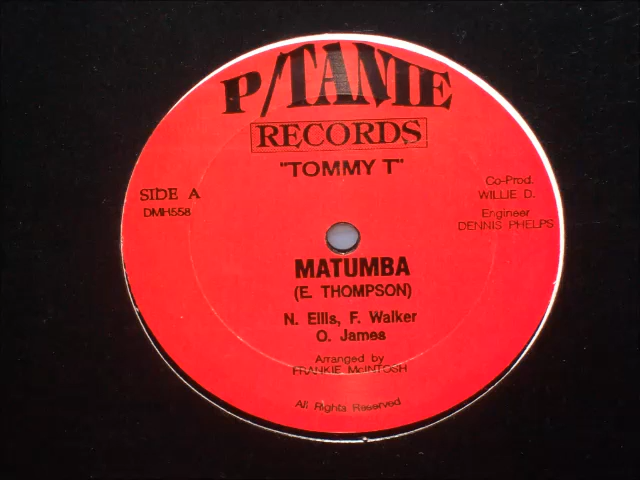 P/TANIE
RECORDS
"TOMMY T"
SIDE A
DMH558
Co-Prod.
WILLIE D.
Engineer
DENNIS PHELPS
MATUMBA
(E. THOMPSON)
N. Ellis, F. Walker
O. James
Arranged by
FRANKIE McINTOSH
All Rights Reserved